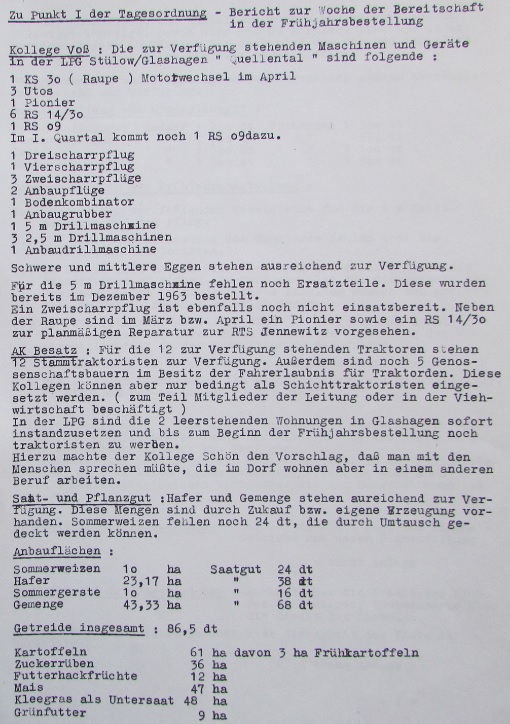 Zu Punkt I der Tagesordnung - Bericht zur Woche der Bereitschaft
in der Frühjahrsbestellung
Kollege Voß : Die zur Verfügung stehenden Maschinen und Geräte
in der LPG Stülow/Glashagen " Quellental " sind folgende :
1 KS 3o ( Raupe ) Motorwechsel im April
3 Utos
1 Pionier
6 RS 14/3o
1 RS o9
Im I. Quartal kommt noch 1 RS o9dazu.
1 Dreischarrpflug
1 Vierscharrpflug
3 Zweischarrpflüge
2 Anbaupflüge
1 Bodenkombinator
1 Anbaugrubber
1 5 m Drillmaschine
3 2,5 m Drillmaschinen
1 Anbaudrillmaschine
Schwere und mittlere Eggen stehen ausreichend zur Verfügung.
Für die 5 m Drillmaschine fehlen noch Ersatzteile. Diese wurden
bereits im Dezember 1963 bestellt.
Ein Zweischarrpflug ist ebenfalls noch nicht einsatzbereit. Neben
der Raupe sind im März bzw. April ein Pionier sowie ein RS 14/3o
zur planmäßigen Reparatur zur RTS Jennewitz vorgesehen.
AK Besatz : Für die 12 zur Verfügung stehenden Traktoren stehen
12 Stammtraktoristen zur Verfügung. Außerdem sind noch 5 Genos-
senschaftsbauern im Besitz der Fahrerlaubnis für Traktorden. Diese
Kollegen können aber nur bedingt als Schichttraktoristen einge-
setzt werden. ( zum Teil Mitglieder der Leitung oder in der Vieh-
wirtschaft beschäftigt )
In der LPG sind die 2 leerstehenden Wohnungen in Glashagen sofort
instandzusetzen und bis zum Beginn der Frühjahrsbestellung noch
traktoristen zu werben.
Hierzu machte der Kollege Schön den Vorschlag, daß man mit den
Menschen sprechen müßte, die im Dorf wohnen aber in einem anderen
Beruf arbeiten.
Saat- und Pflanzgut :Hafer und Gemenge stehen aureichend zur Ver-
fügung. Diese Mengen sind durch Zukauf bzw. eigene Erzeugung vor-
handen. Sommerweizen fehlen noch 24 dt, die durch Umtausch ge-
deckt werden können.
Anbauflächen :
Sommerweizen 1o ha Saatgut 24 dt
Hafer 23,17 ha " 38 dt
Sommergerste 1o ha " 16 dt
Gemenge 43,33 ha " 68 dt
Getreide insgesamt : 86,5 dt
Kartoffeln 61 ha davon 3 ha Frühkartoffeln
Zuckerrüben 36 ha
Futterhackfrüchte 12 ha
Mais 47 ha
Kleegras als Untersaat 48 ha
Grünfutter 9 ha